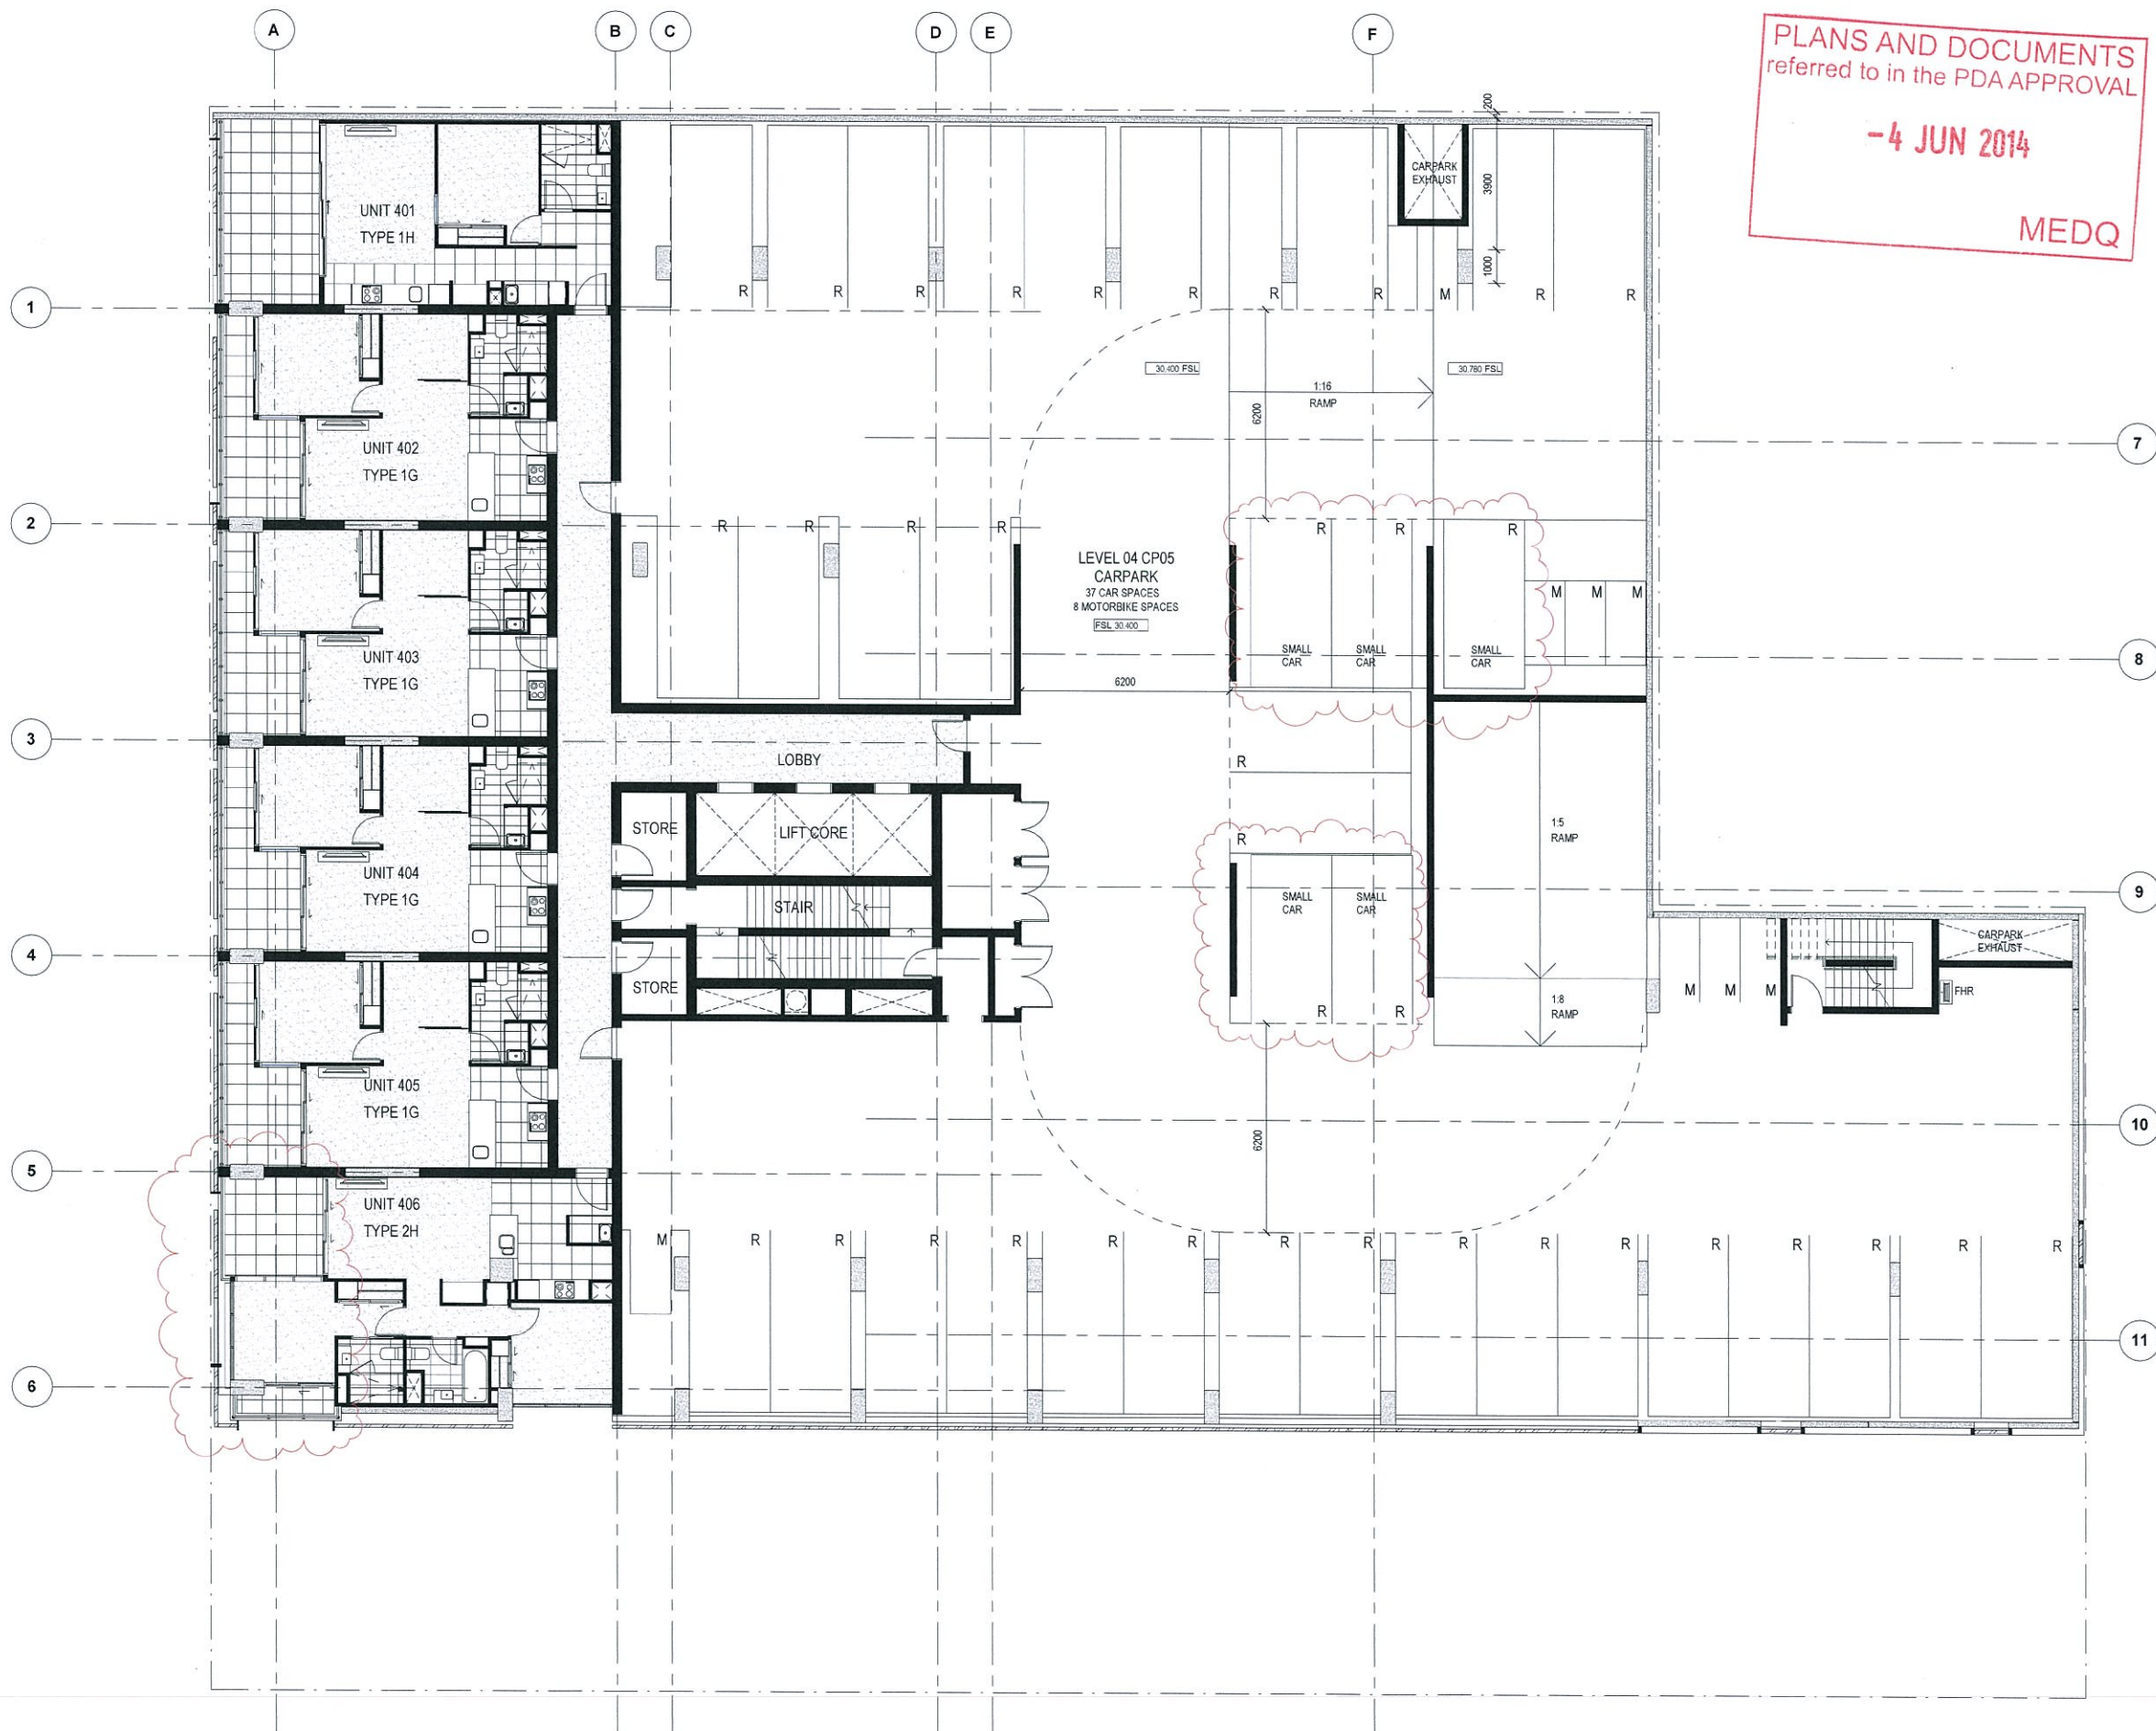 A
B
C
D
E
F
PLANS AND DOCUMENTS
referred to in the PDA APPROVAL
-4 JUN 2014
MEDQ
200
CARPARK
EXHAUST
3900
1000
UNIT 401
TYPE 1H
R R R R R R R R M R R
1
30.400 FSL
30.780 FSL
1:16
RAMP
6200
7
UNIT 402
TYPE 1G
2
R R R R
R R R
LEVEL 04 CP05
CARPARK
37 CAR SPACES
8 MOTORBIKE SPACES
FSL 30.400
M M M
UNIT 403
TYPE 1G
SMALL
CAR
SMALL
CAR
SMALL
CAR
8
6200
3
LOBBY
R
STORE
LIFT CORE
R
1:5
RAMP
UNIT 404
TYPE 1G
SMALL
CAR
SMALL
CAR
9
STAIR
4
CARPARK
EXHAUST
STORE
M M M
FHR
R R
1:8
RAMP
UNIT 405
TYPE 1G
6200
10
5
UNIT 406
TYPE 2H
M R R R R R R R R R R R R R R R R
11
6